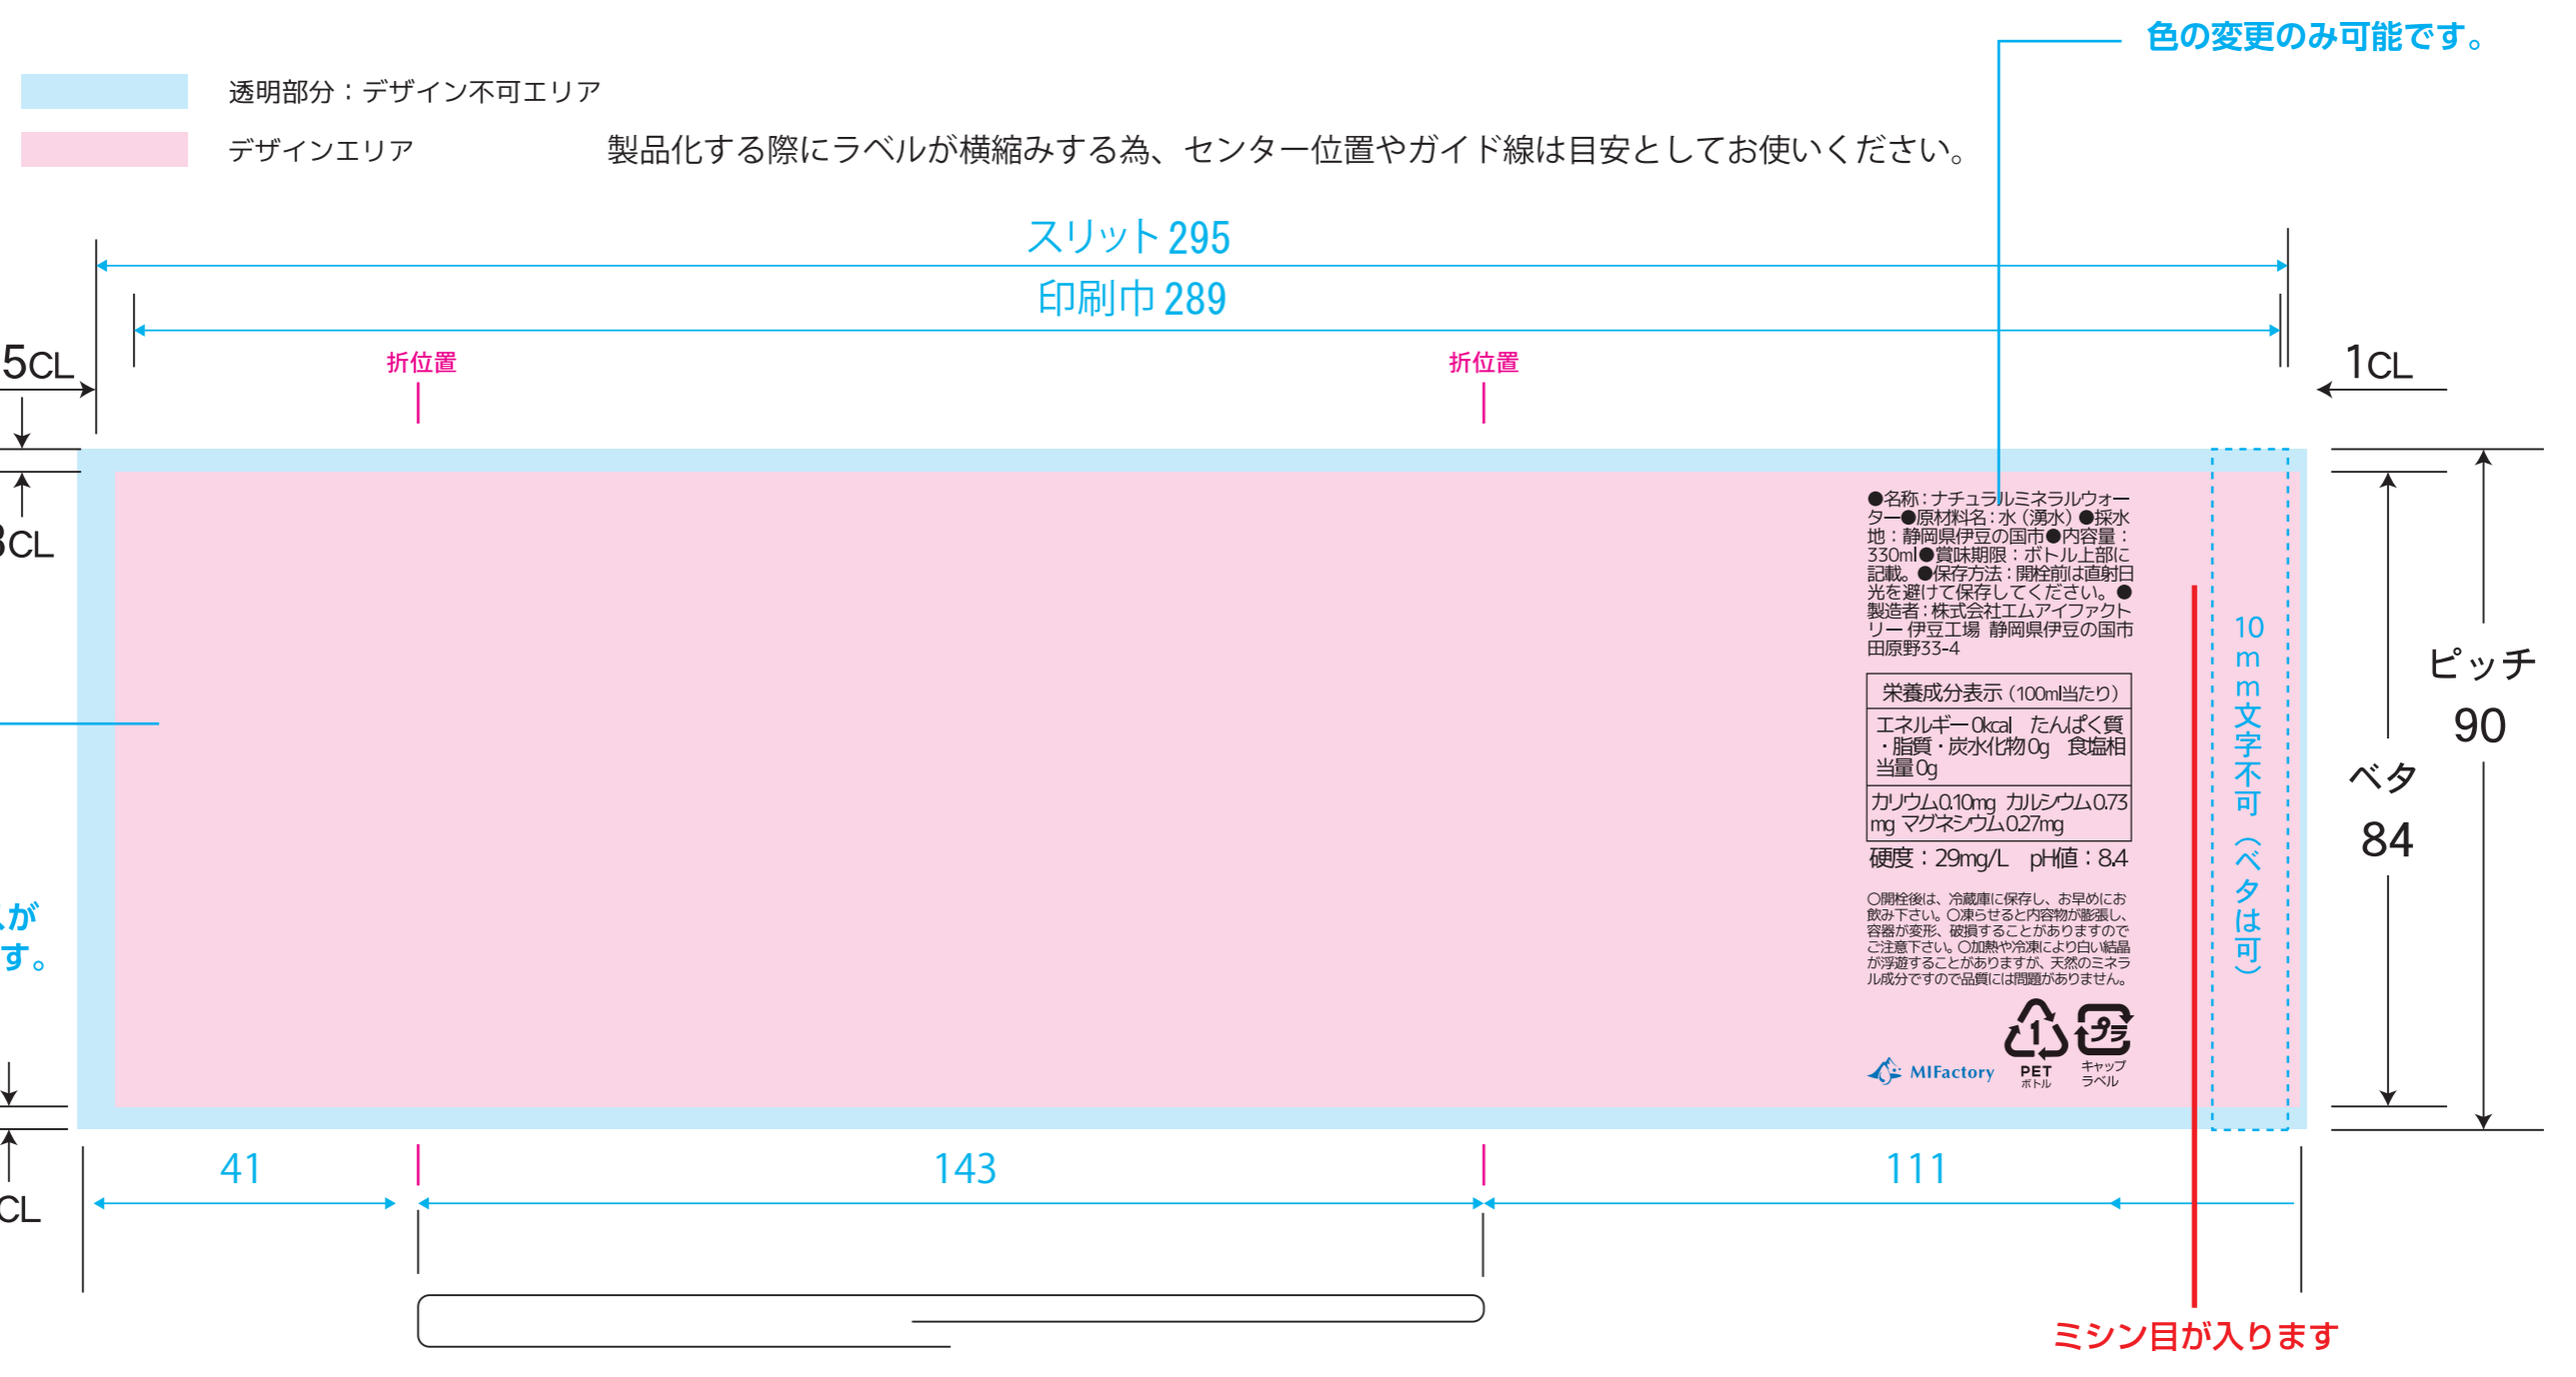 色の変更のみ可能です。
透明部分：デザイン不可エリア
デザインエリア
製品化する際にラベルが横縮みする為、センター位置やガイド線は目安としてお使いください。
スリット295
印刷巾289
折位置
折位置
5CL
1CL
CL
●名称：ナチュラルミネラルウォー
ター●原材料名：水（湧水）●採水
地：静岡県伊豆の国市●内容量：
330ml●賞味期限：ボトル上部に
記載。●保存方法：開栓前は直射日
光を避けて保存してください。●
製造者：株式会社エムアイファクト
リー 伊豆工場 静岡県伊豆の国市
田原野33-4
栄養成分表示（100ml当たり）
エネルギー0kcal　たんぱく質
・脂質・炭水化物0g　食塩相
当量0g
カリウム0.10mg カルシウム0.73
mg マグネシウム0.27mg
硬度：29mg/L　pH値：8.4
〇開栓後は、冷蔵庫に保存し、お早めにお
飲み下さい。〇凍らせると内容物が膨張し、
容器が変形、破損することがありますので
ご注意下さい。〇加熱や冷凍により白い結晶
が浮遊することがありますが、天然のミネラ
ル成分ですので品質には問題がありません。
MIFactory
1
PET
ボトル
プラ
キャップ
ラベル
10mm文字不可（ベタは可）
ピッチ
90
ベタ
84
が
す。
CL
41
143
111
ミシン目が入ります